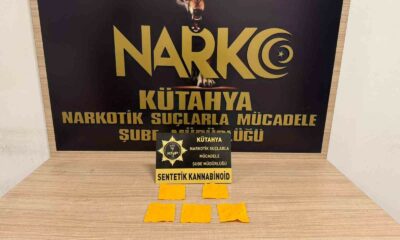 NARKO
KÜTAHYA
NARKOTİK SUÇLARLA MÜCADELE
ŞUBE MÜDÜRLÜĞÜ
KÜTAHYA
NARKOTİK SUÇLARLA
MÜCADELE
ŞUBE MÜDÜRLÜĞÜ
SENTETİK KANNABİNOİD